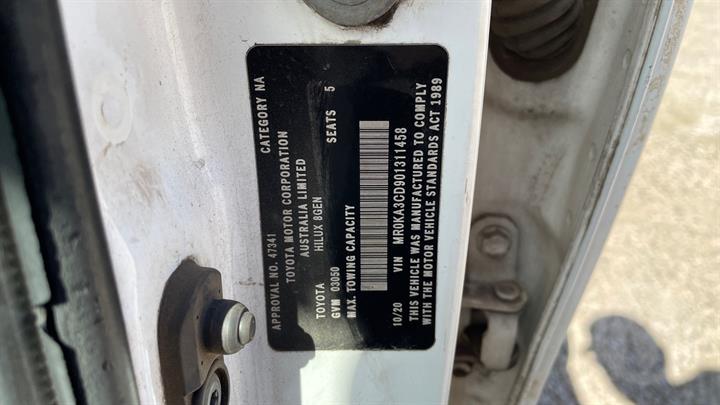 APPROVAL NO. 47341 CATEGORY NA
TOYOTA MOTOR CORPORATION
AUSTRALIA LIMITED
TOYOTA HILUX 8GEN
GVM 03050 SEATS 5
MAX. TOWING CAPACITY
10/20 VIN MR0KA3CD901311458
THIS VEHICLE WAS MANUFACTURED TO COMPLY
WITH THE MOTOR VEHICLE STANDARDS ACT 1989